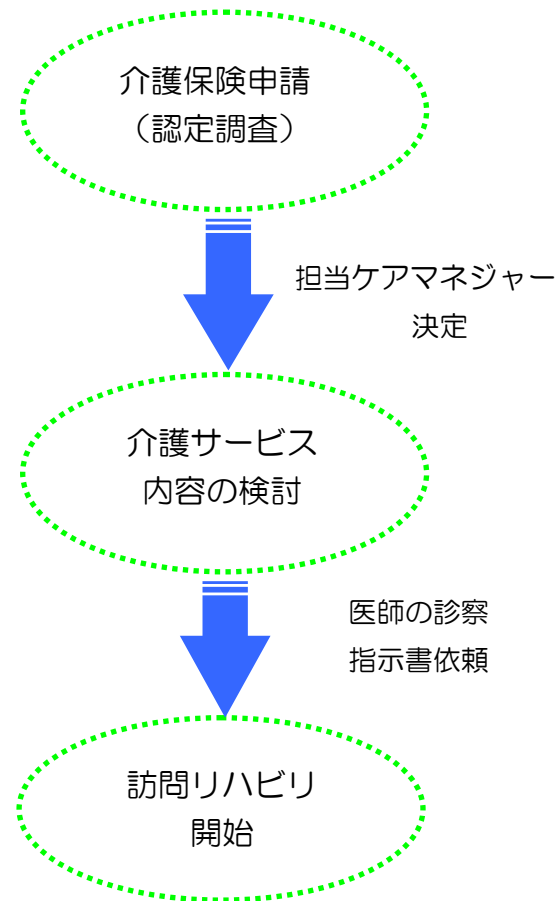 介護保険申請
（認定調査）
担当ケアマネジャー
決定
介護サービス
内容の検討
医師の診察
指示書依頼
訪問リハビリ
開始